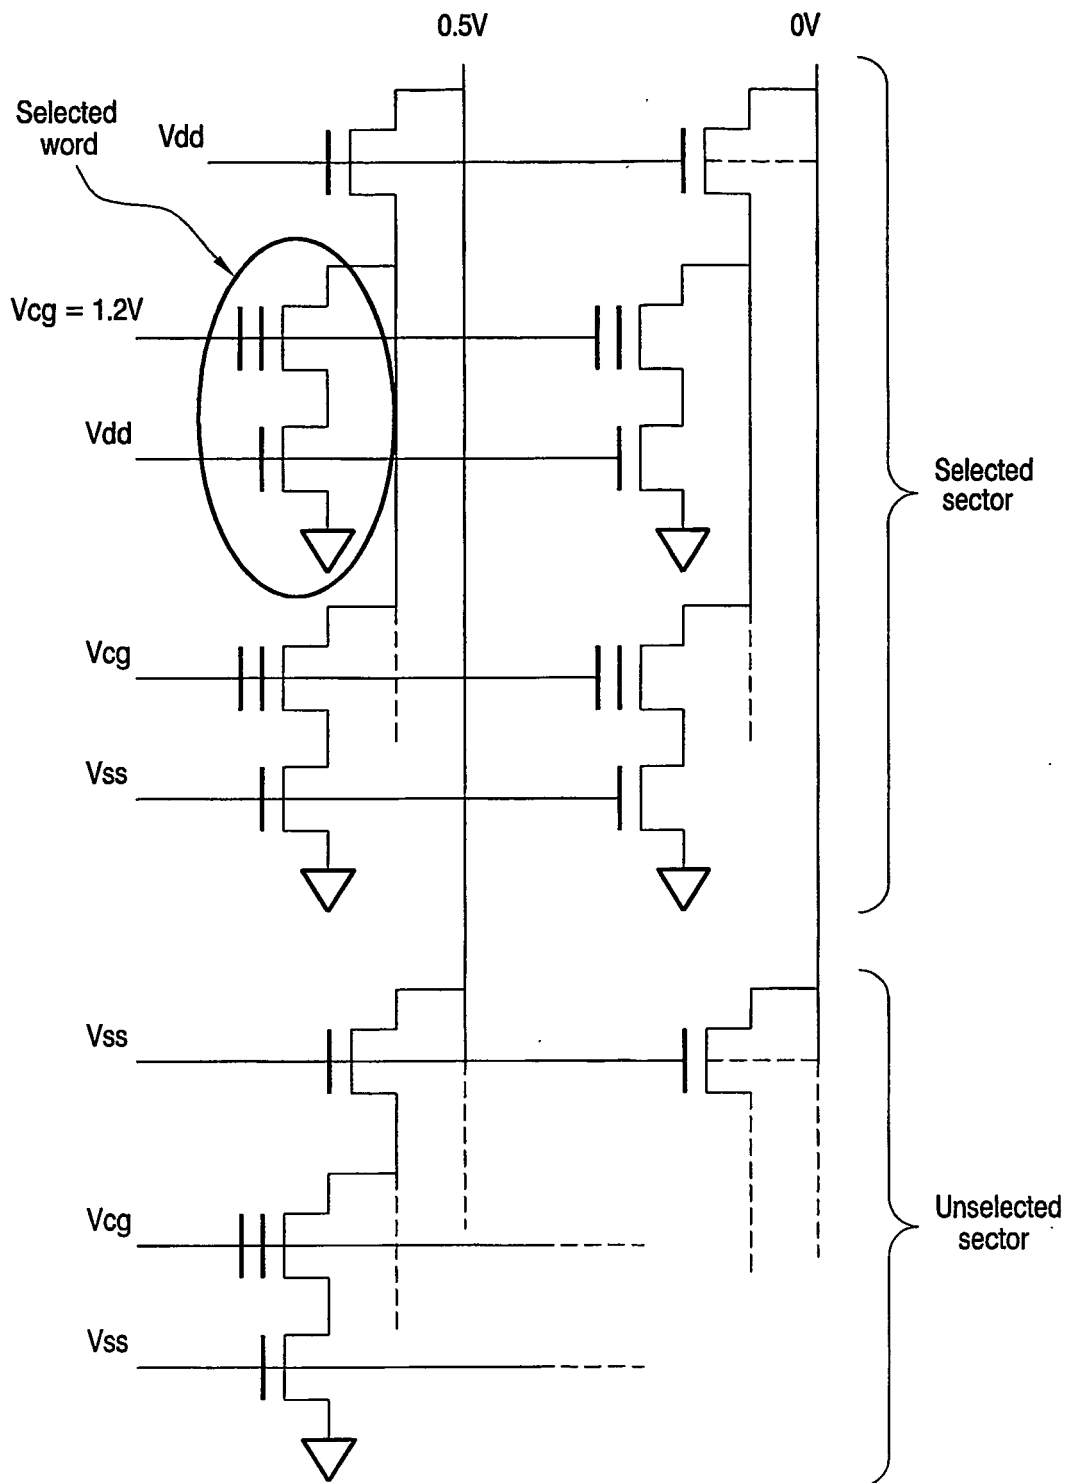 0.5V
0V
Selected
word
Vdd
Vcg = 1.2V
Vdd
Selected
sector
Vcg
Vss
Vss
Vcg
Unselected
sector
Vss